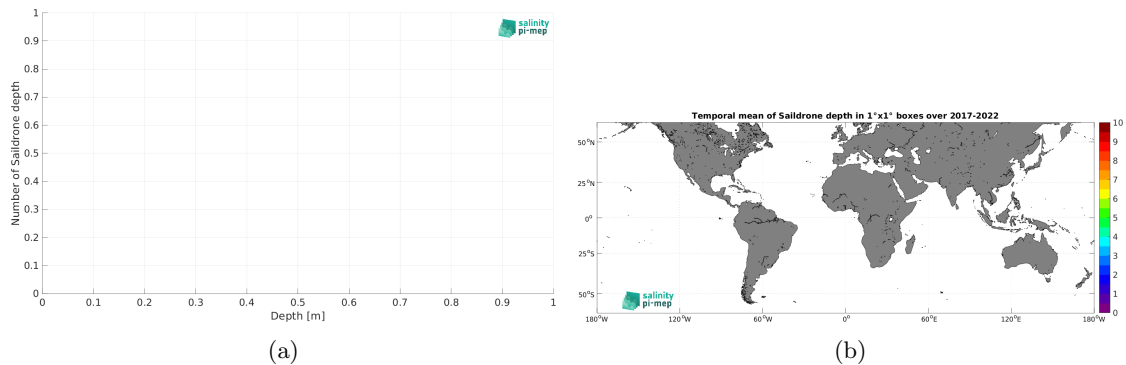 1
0.9
0.8
0.7
0.6
0.5
0.4
0.3
0.2
0.1
0
Number of Saildrone depth
0 0.1 0.2 0.3 0.4 0.5 0.6 0.7 0.8 0.9 1
Depth [m]
salinity
pi-mep
(a)
Temporal mean of Saildrone depth in 1°x1° boxes over 2017-2022
50°N
25°N
0°
25°S
50°S
180°W 120°W 60°W 0° 60°E 120°E 180°W
salinity
pi-mep
10
9
8
7
6
5
4
3
2
1
0
(b)